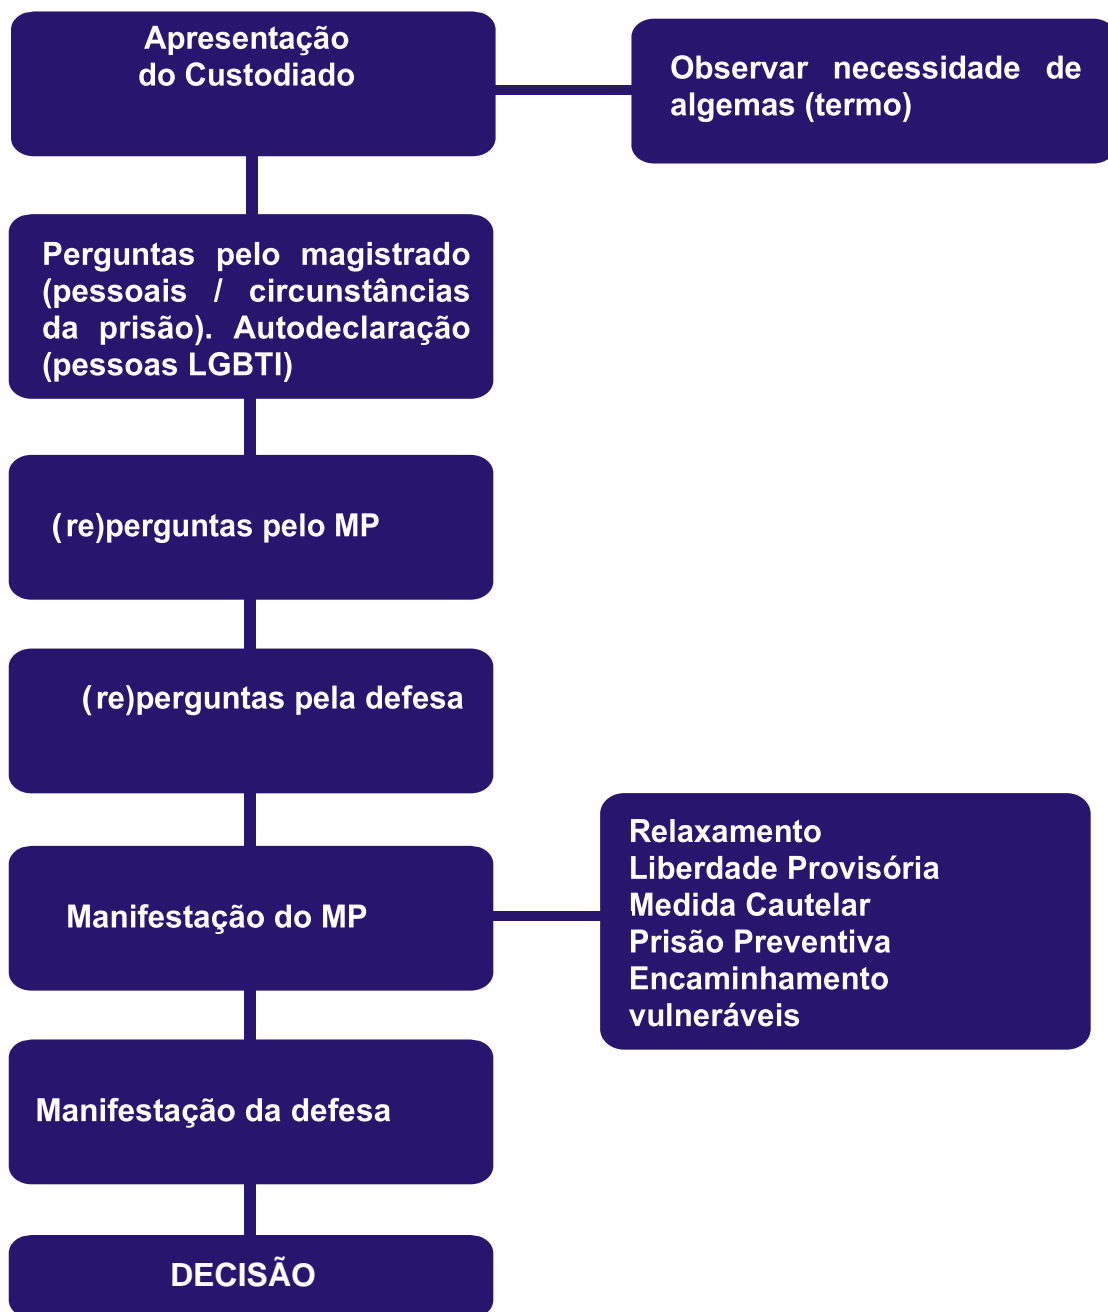 Apresentação
do Custodiado
Observar necessidade de
algemas (termo)
Perguntas pelo magistrado
(pessoais / circunstâncias
da prisão). Autodeclaração
(pessoas LGBTI)
(re)perguntas pelo MP
(re)perguntas pela defesa
Manifestação do MP
Relaxamento
Liberdade Provisória
Medida Cautelar
Prisão Preventiva
Encaminhamento
vulneráveis
Manifestação da defesa
DECISÃO